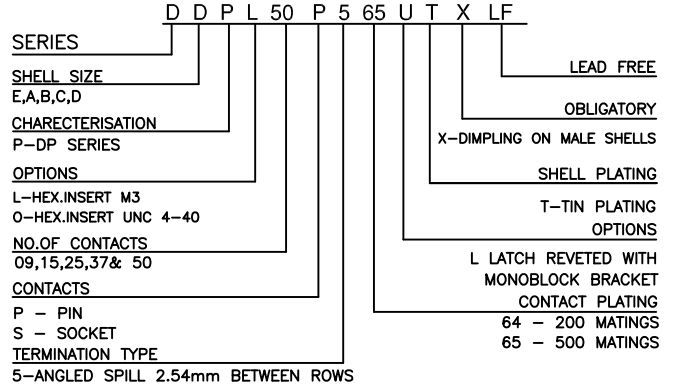 D D P L 50 P 5 65 U T X LF
SERIES
SHELL SIZE
E,A,B,C,D
CHARECTERISATION
P-DP SERIES
OPTIONS
L-HEX.INSERT M3
O-HEX.INSERT UNC 4-40
NO.OF CONTACTS
09,15,25,37& 50
CONTACTS
P - PIN
S - SOCKET
TERMINATION TYPE
5-ANGLED SPILL 2.54mm BETWEEN ROWS
LEAD FREE
OBLIGATORY
X-DIMPLING ON MALE SHELLS
SHELL PLATING
T-TIN PLATING
OPTIONS
L LATCH REVETED WITH
MONOBLOCK BRACKET
CONTACT PLATING
64 - 200 MATINGS
65 - 500 MATINGS